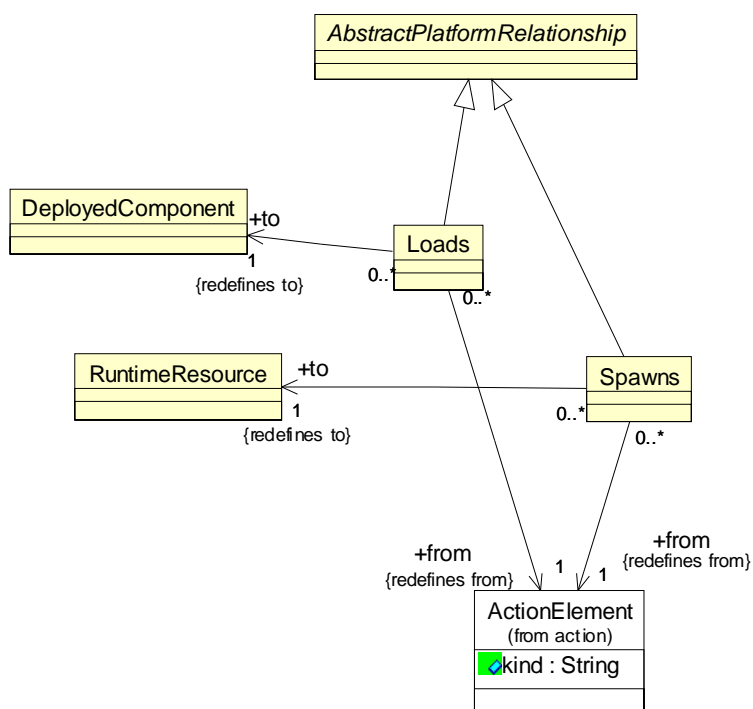 AbstractPlatformRelationship
DeployedComponent
+to
Loads
1
0..*
{redefines to}
0..*
RuntimeResource
+to
Spawns
1
0..*
{redefines to}
0..*
+from
+from
{redefines from}
1
1
{redefines from}
ActionElement
(from action)
kind : String